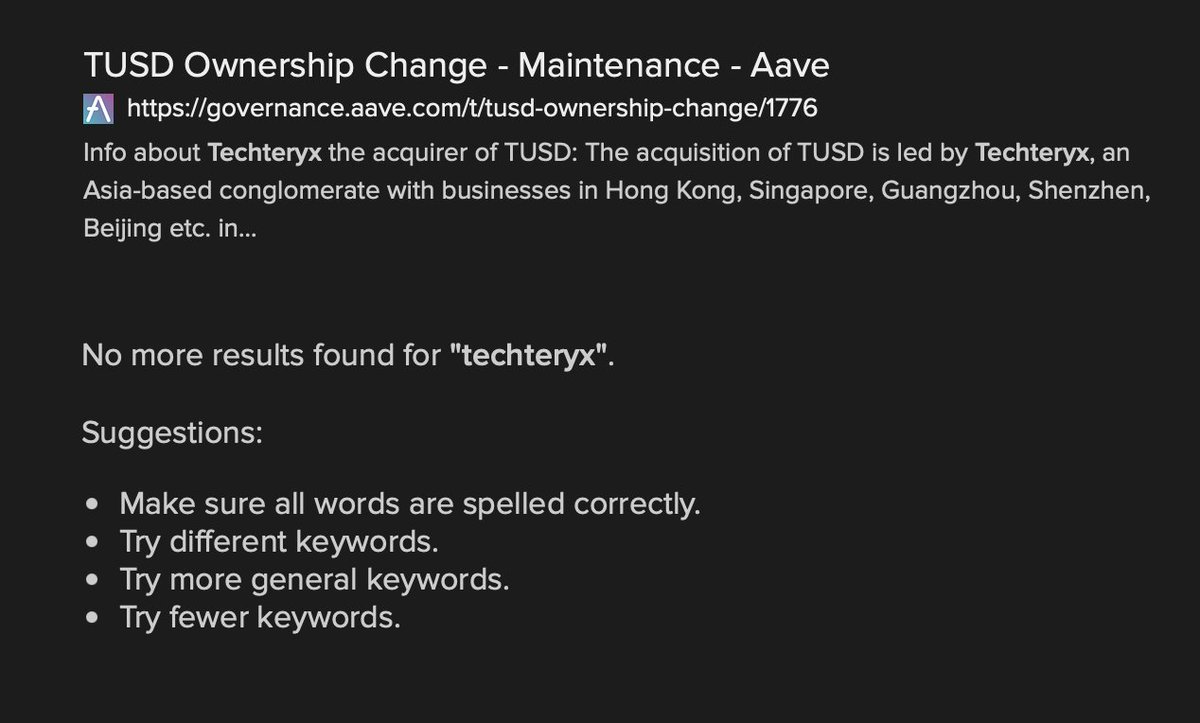 TUSD Ownership Change - Maintenance - Aave
https://governance.aave.com/t/tusd-ownership-change/1776
Info about Techteryx the acquirer of TUSD: The acquisition of TUSD is led by Techteryx, an
Asia-based conglomerate with businesses in Hong Kong, Singapore, Guangzhou, Shenzhen,
Beijing etc. in...
No more results found for "techteryx".
Suggestions:
• Make sure all words are spelled correctly.
• Try different keywords.
• Try more general keywords.
• Try fewer keywords.